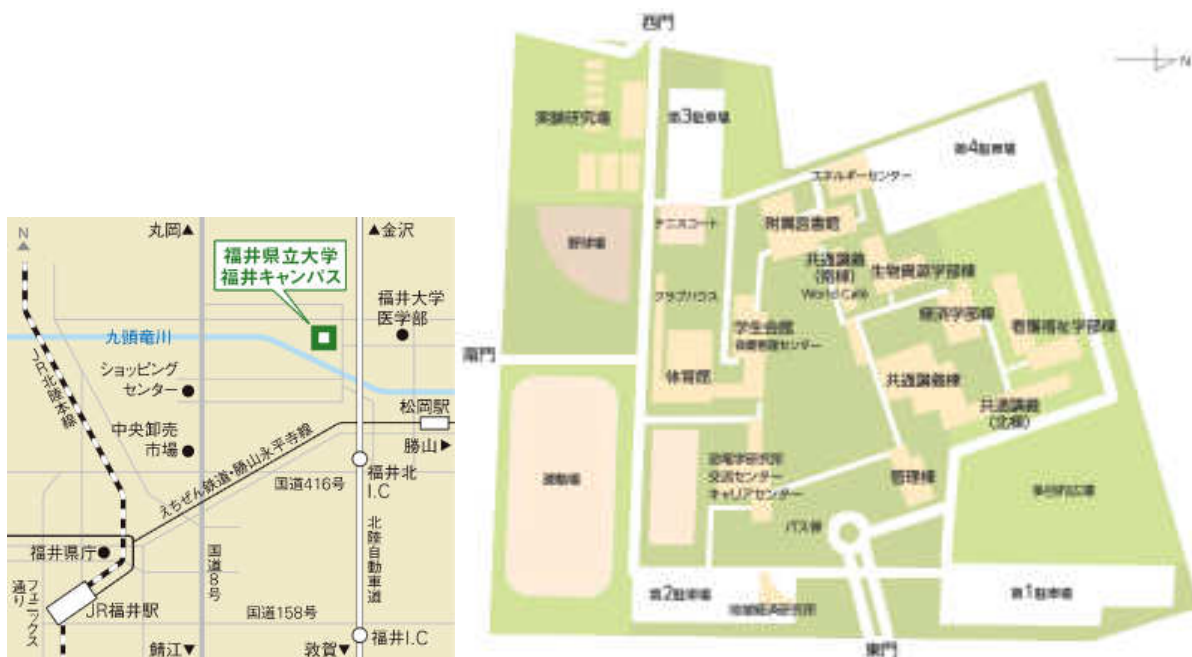 N
丸岡▲
▲金沢
福井県立大学
福井キャンパス
福井大学
医学部
九頭竜川
JR北陸本線
ショッピング
センター
中央卸売
市場
松岡駅
勝山▶
えちぜん鉄道・勝山永平寺線
国道416号
福井北
I.C
北陸自動車道
国道8号
福井県庁
フェニックス
通り
JR福井駅
国道158号
福井I.C
鯖江▼
敦賀▼
西門
N
実験研究場
第3駐車場
第4駐車場
エネルギーセンター
テニスコート
附属図書館
野球場
共通講義
World Café
生物資源学部棟
クラブハウス
経済学部棟
看護福祉学部棟
学生会館
南門
体育館
共通講義棟
共通講義
(北棟)
恐竜学研究所
交流センター
キャリアセンター
管理棟
運動場
多目的広場
バス停
第2駐車場
地域経済研究所
第1駐車場
東門